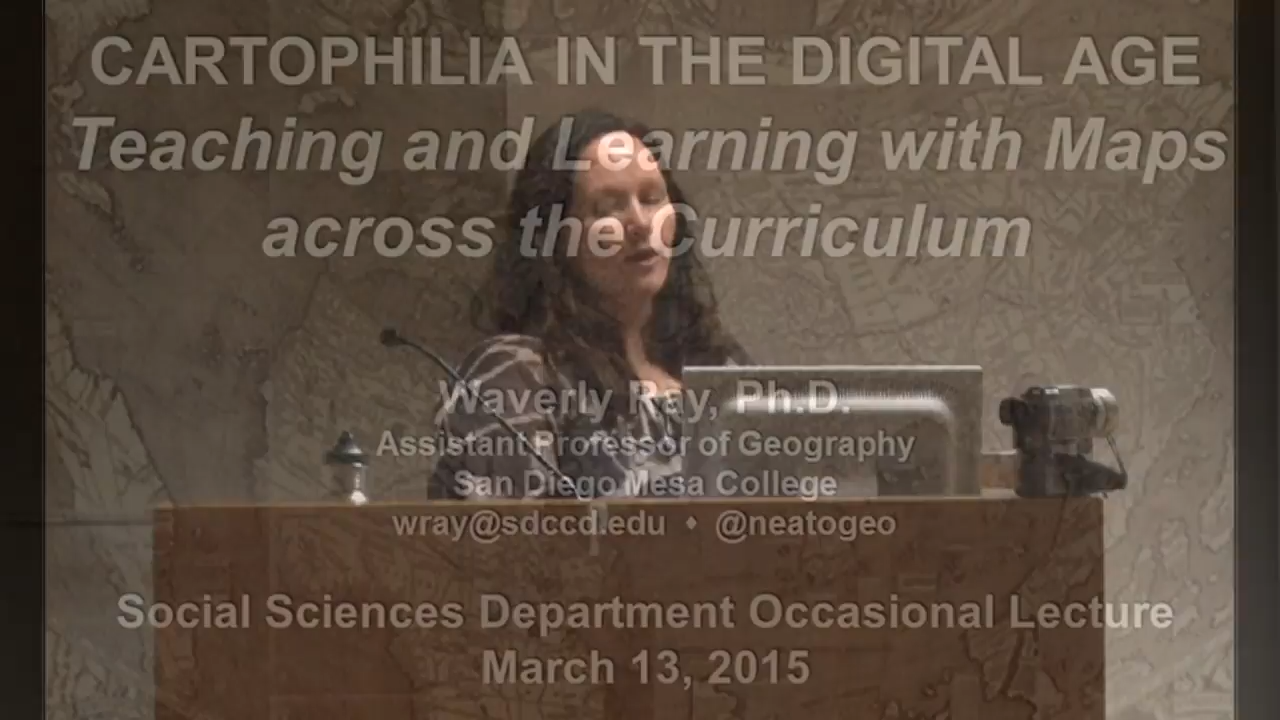 CARTOPHILIA IN THE DIGITAL AGE
Teaching and Learning with Maps
across the Curriculum
Waverly Ray, Ph.D.
Assistant Professor of Geography
San Diego Mesa College
wray@sdccd.edu ♦ @neatogeo
Social Sciences Department Occasional Lecture
March 13, 2015